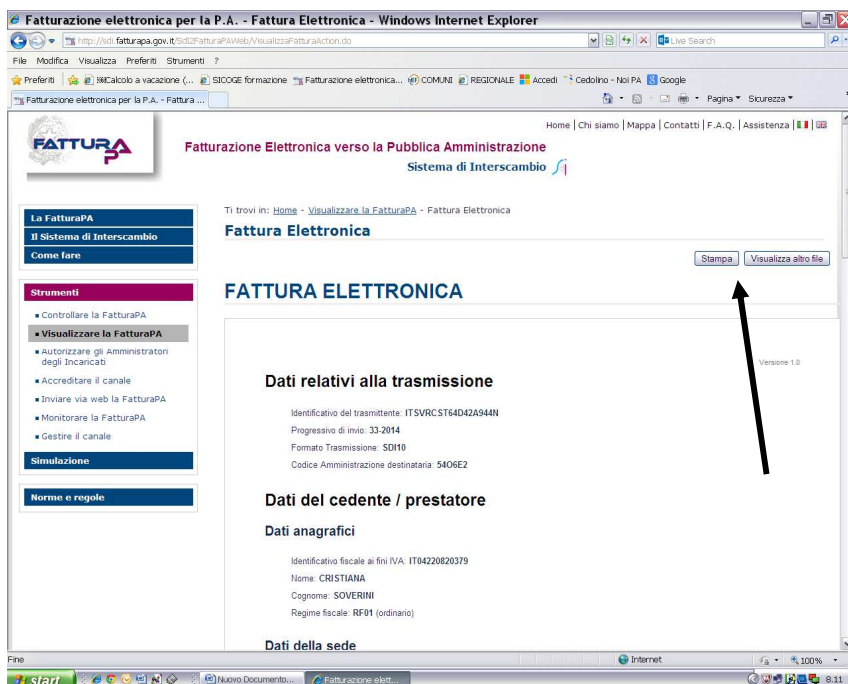 Fatturazione elettronica per la P.A. - Fattura Elettronica - Windows Internet Explorer
http://sdi.fatturapa.gov.it/SdI2FatturaPAWeb/VisualizzaFatturaAction.do
Live Search
File Modifica Visualizza Preferiti Strumenti ?
Preferiti Calcolo a vacazione (... SICOGE formazione Fatturazione elettronica... COMUNI REGIONALE Accedi Cedolino - Noi PA Google
Fatturazione elettronica per la P.A. - Fattura ...
Pagina Sicurezza
Home | Chi siamo | Mappa | Contatti | F.A.Q. | Assistenza |
FATTURA
P
Fatturazione Elettronica verso la Pubblica Amministrazione
Sistema di Interscambio
Ti trovi in: Home - Visualizzare la FatturaPA - Fattura Elettronica
Fattura Elettronica
La FatturaPA
Il Sistema di Interscambio
Come fare
Stampa Visualizza altro file
Strumenti
Controllare la FatturaPA
Visualizzare la FatturaPA
Autorizzare gli Amministratori
degli Incaricati
Accreditare il canale
Inviare via web la FatturaPA
Monitorare la FatturaPA
Gestire il canale
Simulazione
Norme e regole
FATTURA ELETTRONICA
Versione 1.0
Dati relativi alla trasmissione
Identificativo del trasmittente: ITSVRCST64D42A944N
Progressivo di invio: 33-2014
Formato Trasmissione: SDI10
Codice Amministrazione destinataria: 54O6E2
Dati del cedente / prestatore
Dati anagrafici
Identificativo fiscale ai fini IVA: IT04220820379
Nome: CRISTIANA
Cognome: SOVERINI
Regime fiscale: RF01 (ordinario)
Dati della sede
Fine
Internet
100%
start
Nuovo Documento...
Fatturazione elett...
8.11